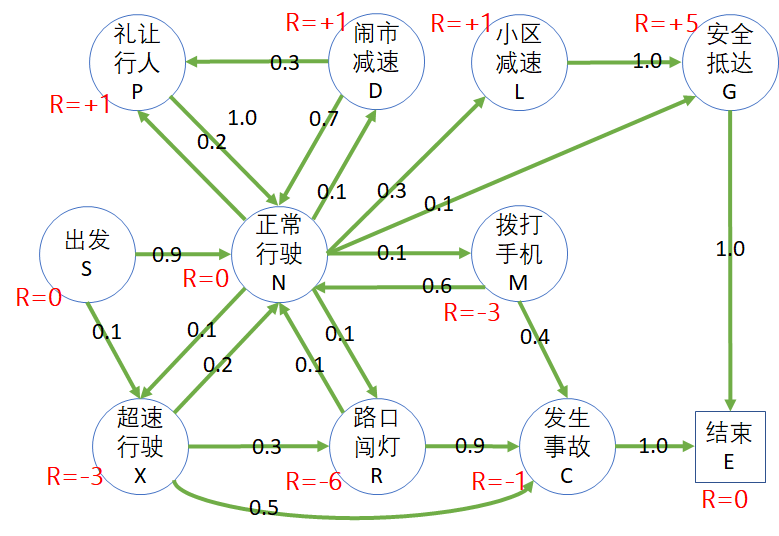 礼让
行人
P
R=+1
R=+1
闹市
减速
D
R=+1
小区
减速
L
R=+5
安全
抵达
G
0.3
1.0
1.0
0.2
0.7
0.1
0.3
0.1
出发
S
R=0
0.9
正常
行驶
N
R=0
0.1
0.6
拨打
手机
M
R=-3
1.0
0.1
0.1
0.2
0.1
0.1
0.4
超速
行驶
X
R=-3
0.3
路口
闯灯
R
R=-6
0.9
发生
事故
C
R=-1
1.0
结束
E
R=0
0.5